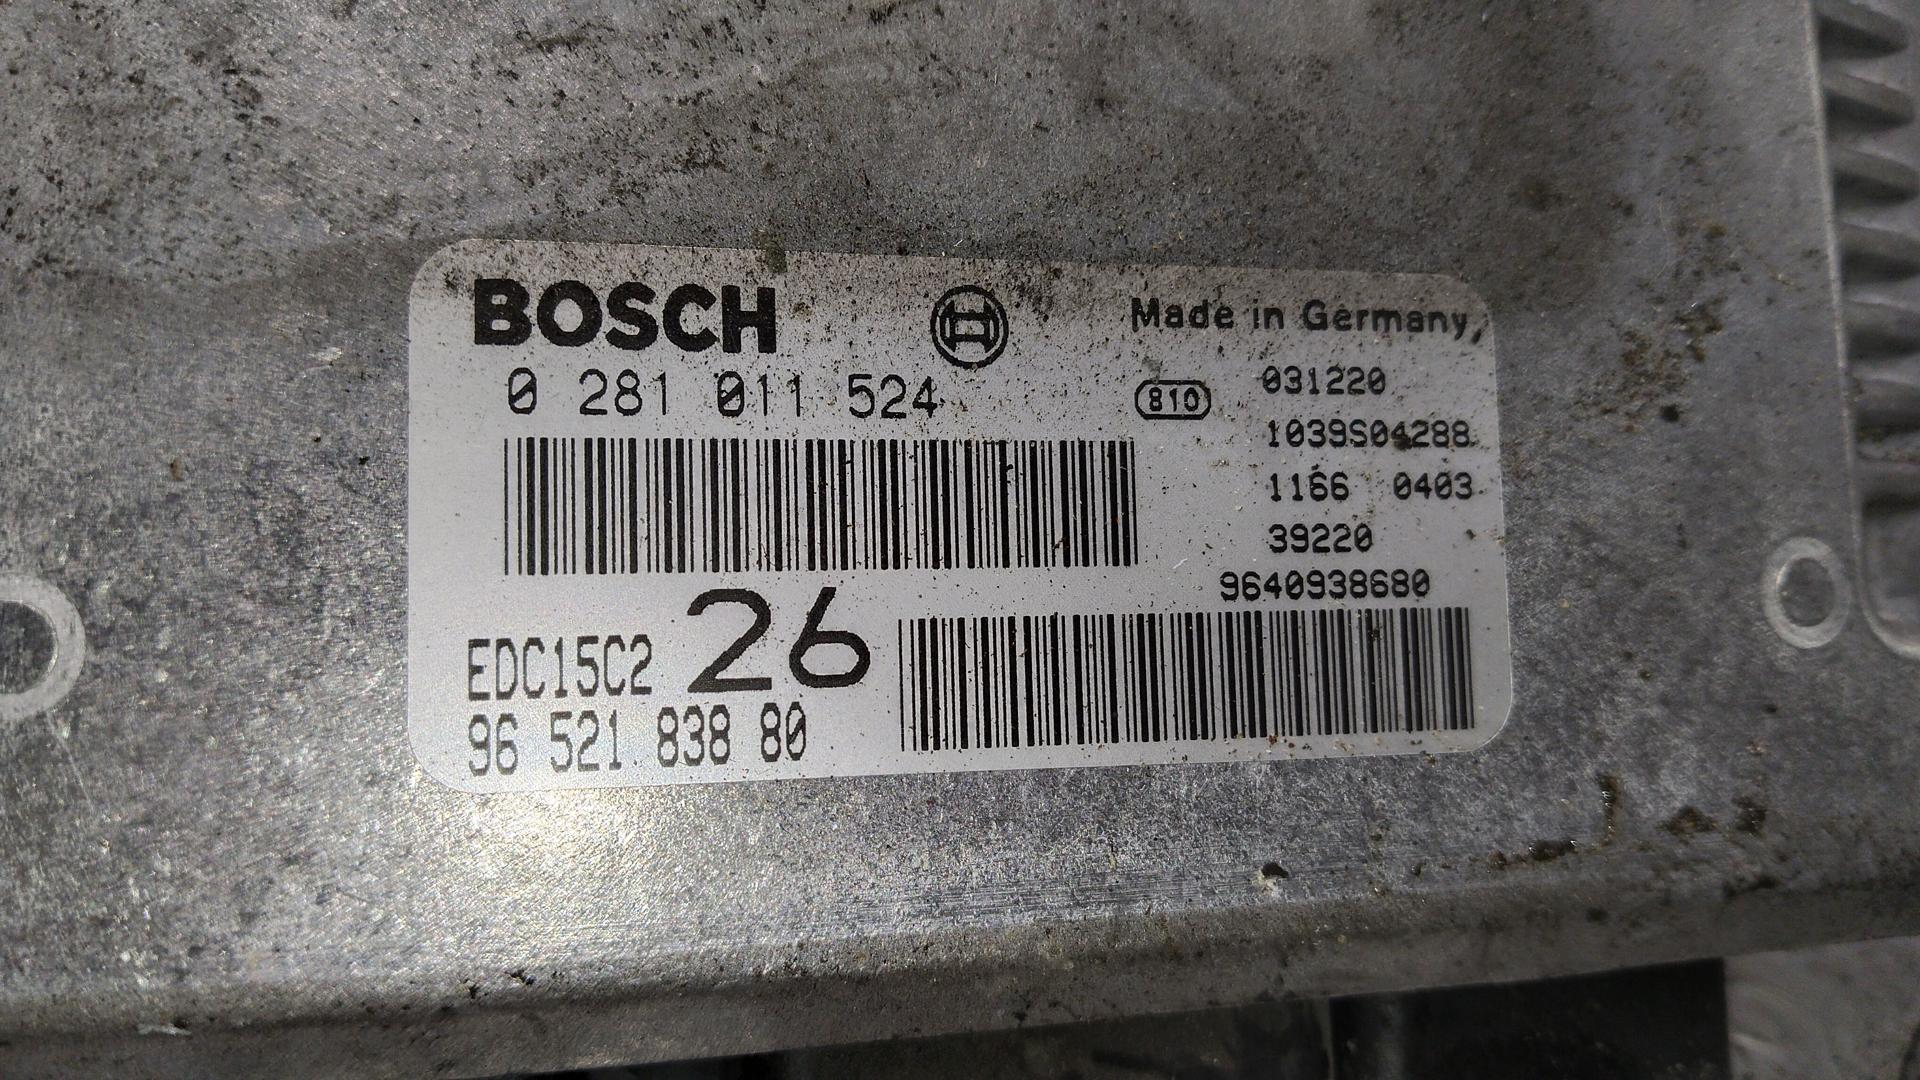 BOSCH
Made in Germany,
0 281 011 524
810
031220
1039S04288
1166 0403
39220
9640938680
EDC15C2 26
96 521 838 80